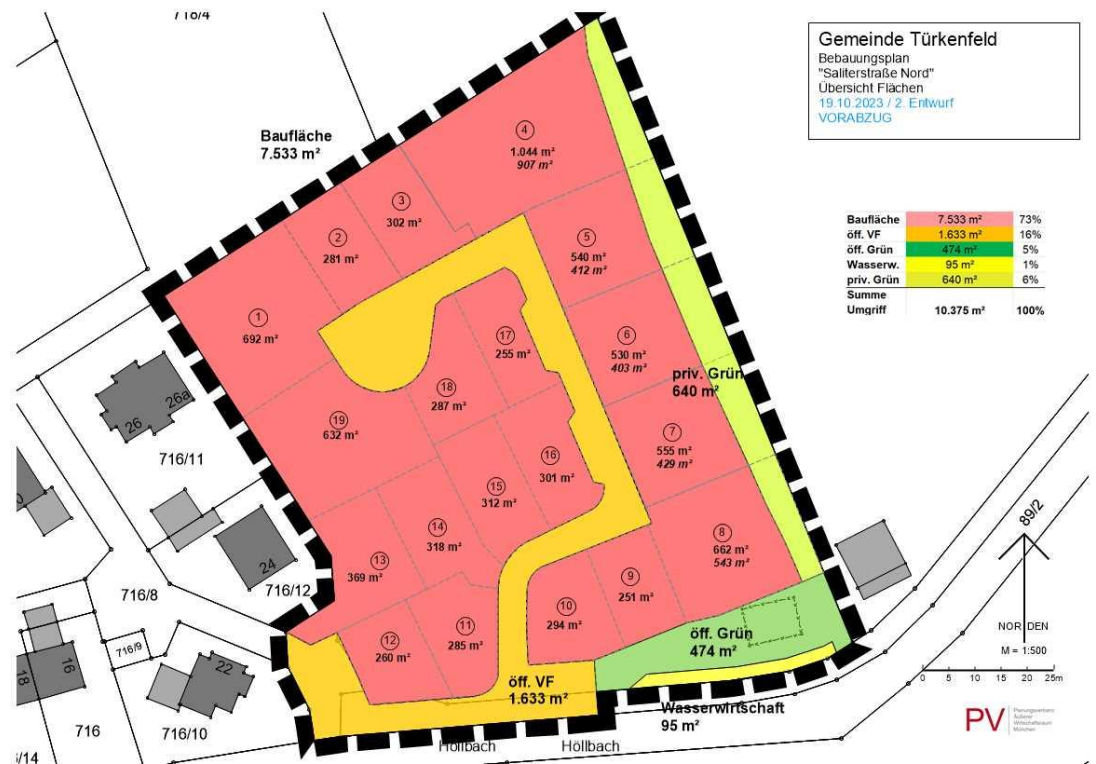 716/4
Gemeinde Türkenfeld
Bebauungsplan
"Saliterstraße Nord"
Übersicht Flächen
19.10.2023 / 2. Entwurf
VORABZUG
Baufläche
7.533 m²
4
1.044 m²
907 m²
3
302 m²
2
281 m²
1
692 m²
5
540 m²
412 m²
Baufläche 7.533 m² 73%
öff. VF 1.633 m² 16%
öff. Grün 474 m² 5%
Wasserw. 95 m² 1%
priv. Grün 640 m² 6%
Summe
Umgriff 10.375 m² 100%
17
255 m²
6
530 m²
403 m²
priv. Grün
640 m²
18
287 m²
19
632 m²
26
26a
716/11
7
555 m²
429 m²
16
301 m²
15
312 m²
14
318 m²
13
369 m²
8
662 m²
543 m²
89/2
24
716/12
716/8
9
251 m²
10
294 m²
11
285 m²
12
260 m²
öff. Grün
474 m²
NORDEN
M = 1:500
0 5 10 15 20 25m
716/9
16
18
22
öff. VF
1.633 m²
Wasserwirtschaft
95 m²
716
716/10
Höllbach
Höllbach
PV
Planungsverband
Äußerer
Wirtschaftsraum
München